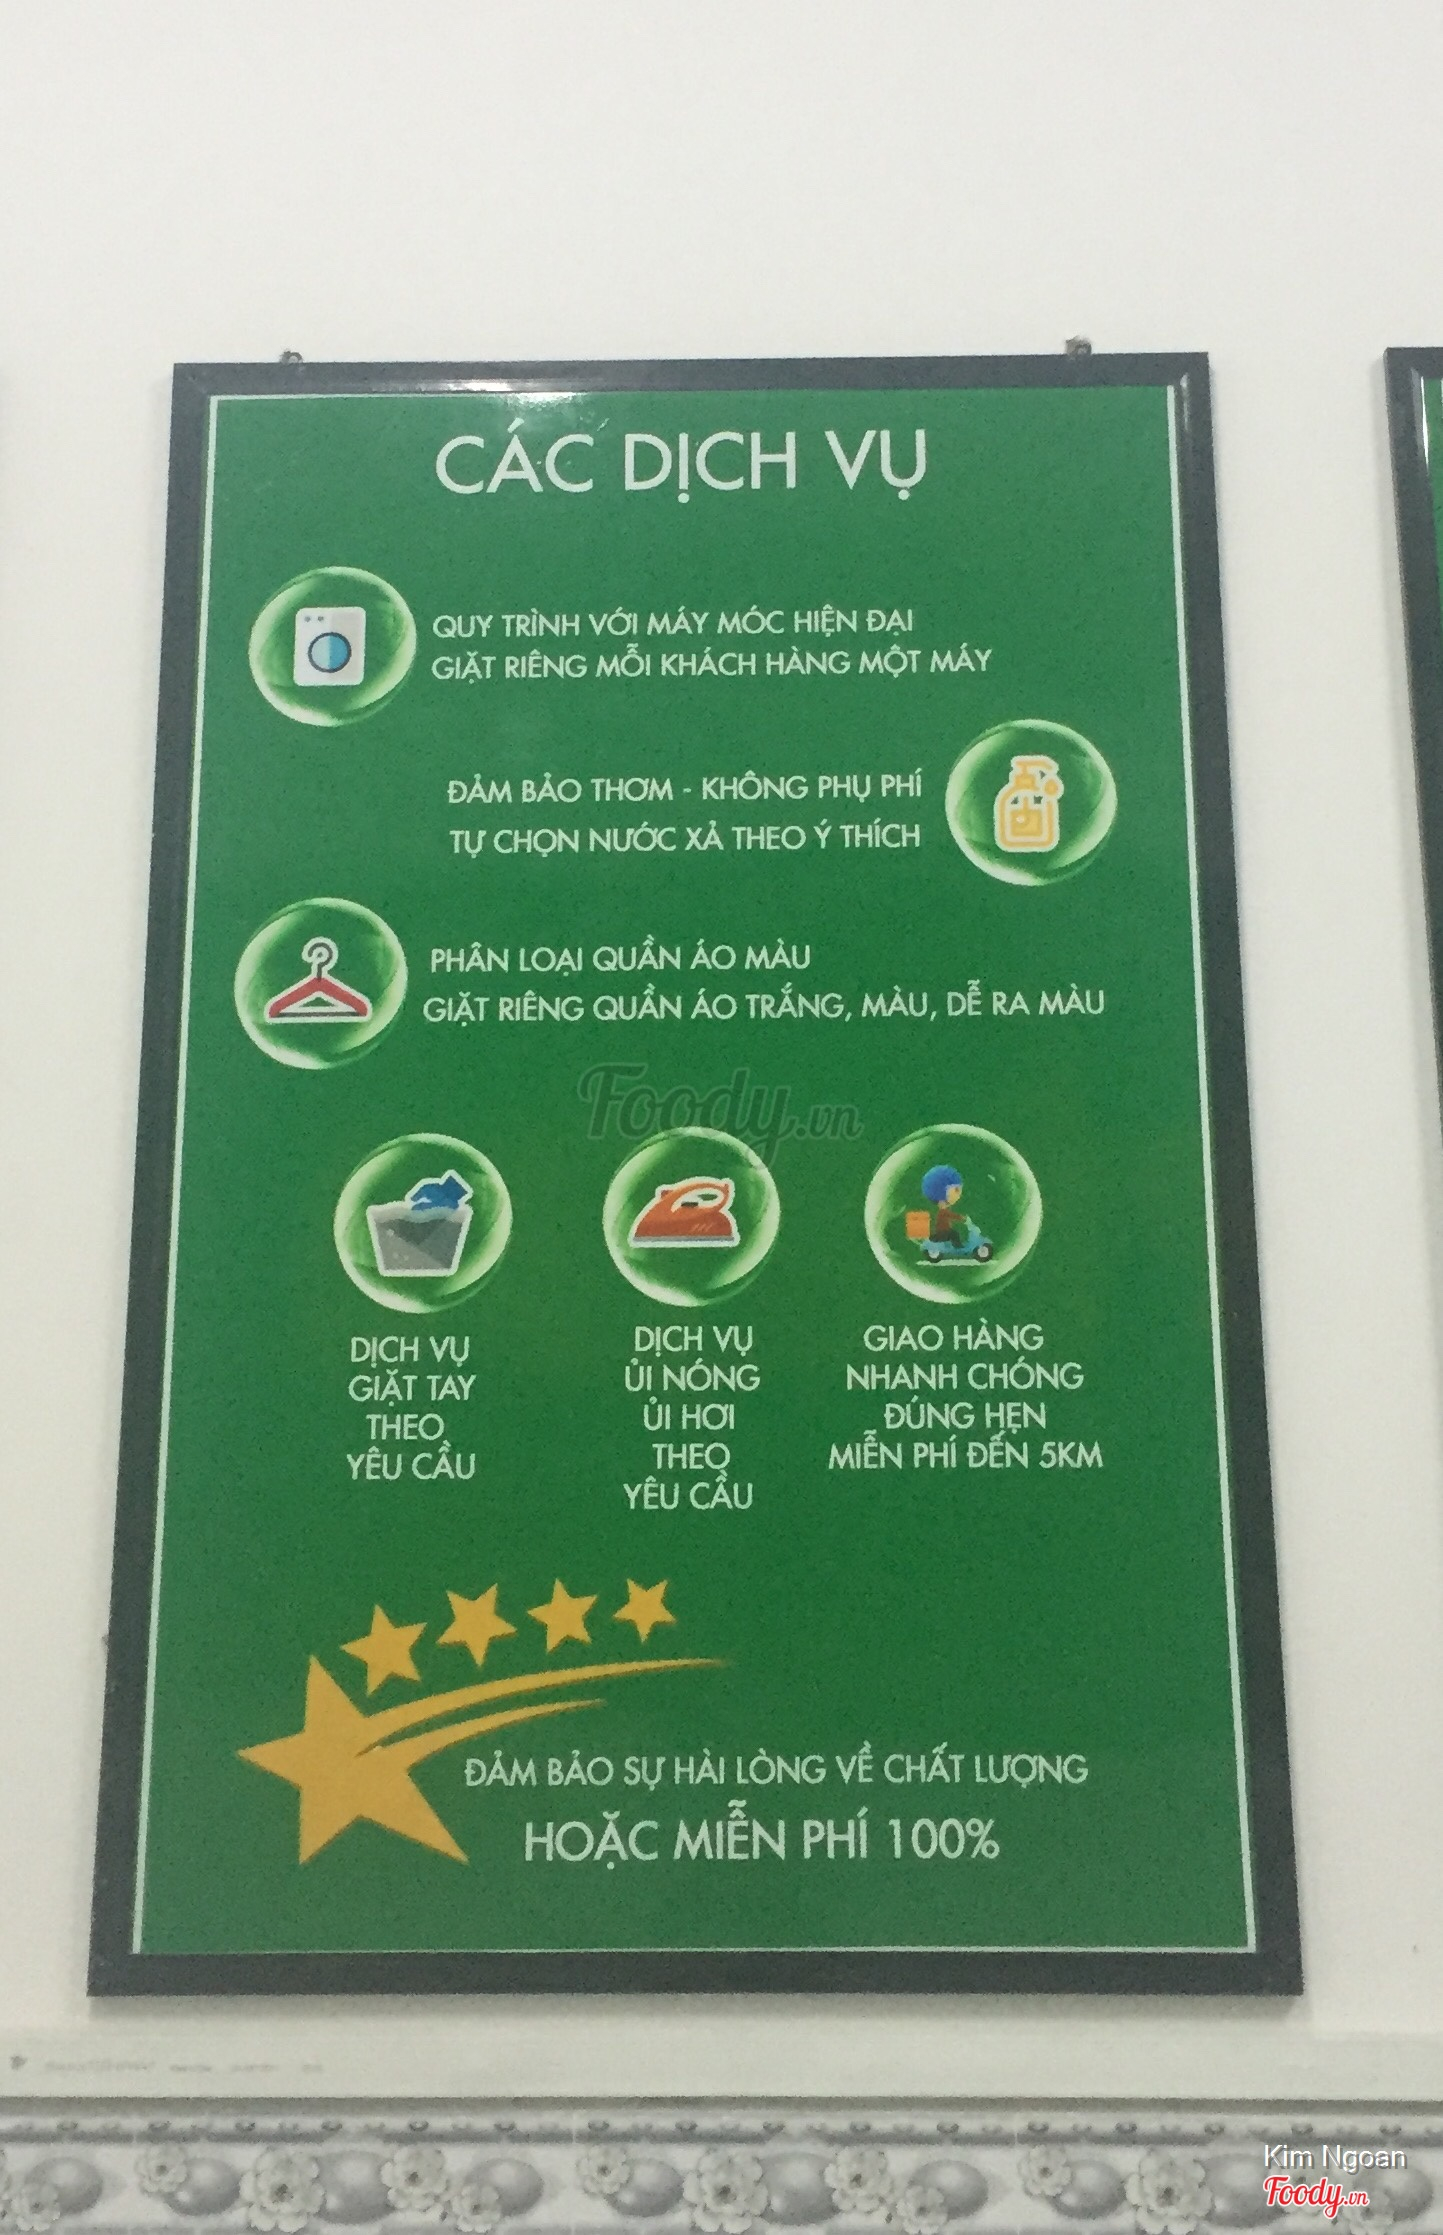 CÁC DỊCH VỤ
QUY TRÌNH VỚI MÁY MÓC HIỆN ĐẠI
GIẶT RIÊNG MỖI KHÁCH HÀNG MỘT MÁY
ĐẢM BẢO THƠM - KHÔNG PHỤ PHÍ
TỰ CHỌN NƯỚC XẢ THEO Ý THÍCH
PHÂN LOẠI QUẦN ÁO MÀU
GIẶT RIÊNG QUẦN ÁO TRẮNG, MÀU, DỄ RA MÀU
Foody.vn
DỊCH VỤ
GIẶT TAY
THEO
YÊU CẦU
DỊCH VỤ
ỦI NÓNG
ỦI HƠI
THEO
YÊU CẦU
GIAO HÀNG
NHANH CHÓNG
ĐÚNG HẸN
MIỄN PHÍ ĐẾN 5KM
ĐẢM BẢO SỰ HÀI LÒNG VỀ CHẤT LƯỢNG
HOẶC MIỄN PHÍ 100%
Kim Ngoan
Foody.vn